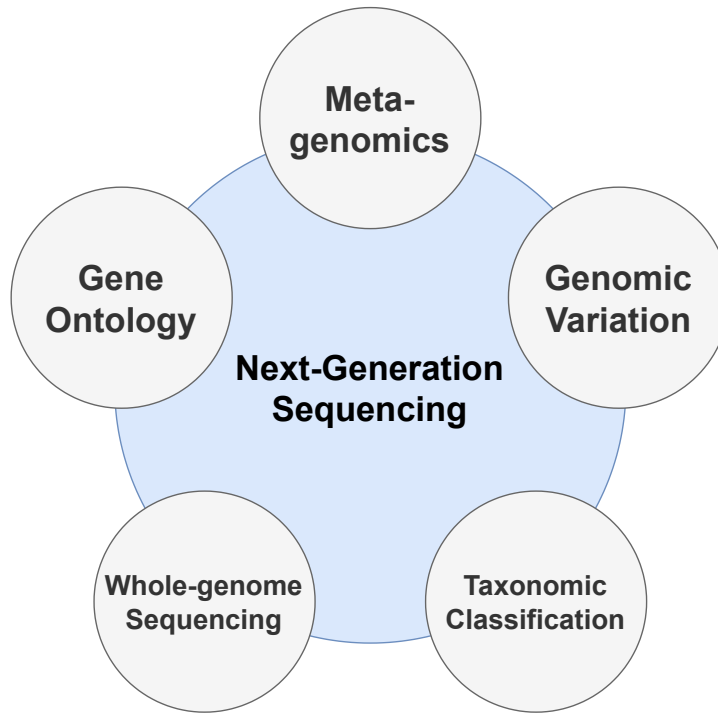 Meta-
genomics
Gene
Ontology
Genomic
Variation
Next-Generation
Sequencing
Whole-genome
Sequencing
Taxonomic
Classification